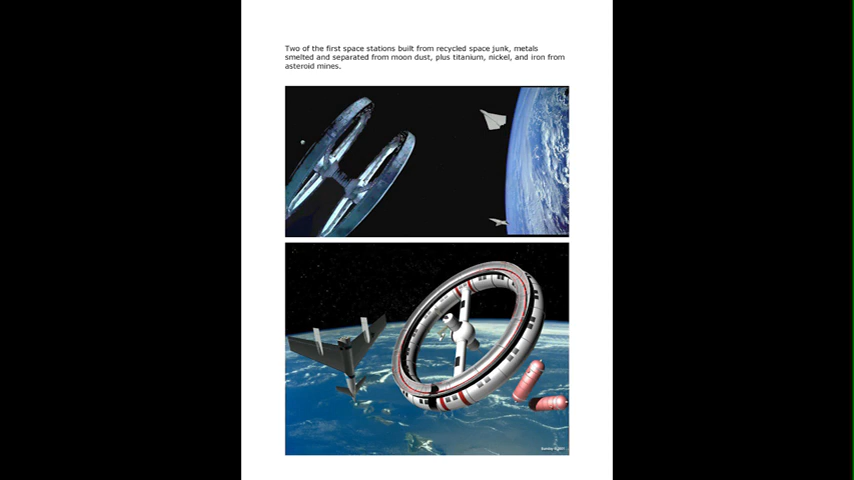 Two of the first space stations built from recycled space junk, metals
smelted and separated from moon dust, plus titanium, nickel, and iron from
asteroid mines.